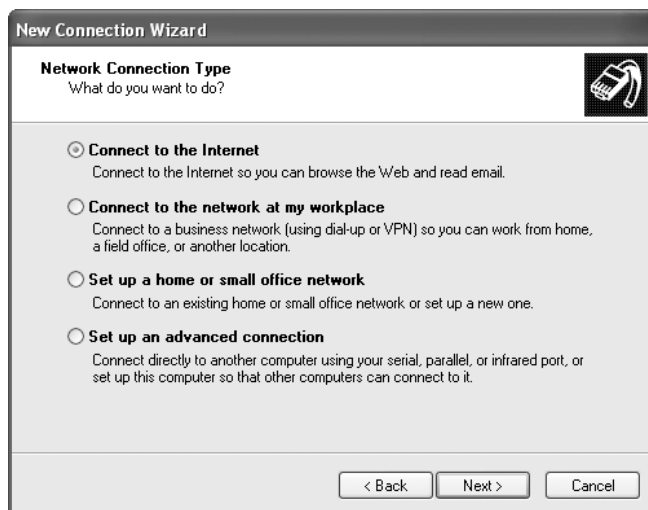 New Connection Wizard
Network Connection Type
What do you want to do?
Connect to the Internet
Connect to the Internet so you can browse the Web and read email.
Connect to the network at my workplace
Connect to a business network (using dial-up or VPN) so you can work from home,
a field office, or another location.
Set up a home or small office network
Connect to an existing home or small office network or set up a new one.
Set up an advanced connection
Connect directly to another computer using your serial, parallel, or infrared port, or
set up this computer so that other computers can connect to it.
< Back Next > Cancel